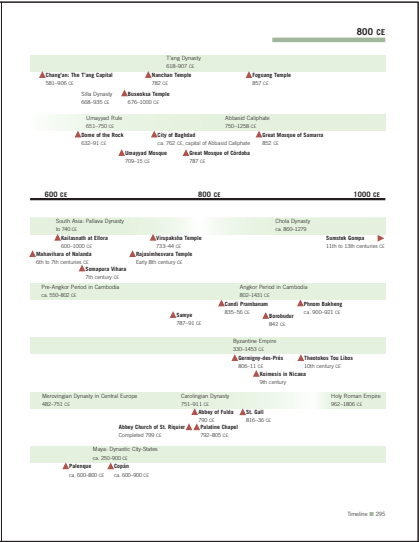 800 CE
T'ang Dynasty
618–907 CE
Chang'an: The T'ang Capital
581–906 CE
Nanchan Temple
782 CE
Foguang Temple
857 CE
Silla Dynasty
668–935 CE
Buseoksa Temple
676–1000 CE
Umayyad Rule
651–750 CE
Abbasid Caliphate
750–1258 CE
Dome of the Rock
632–91 CE
City of Baghdad
ca. 762 CE, capital of Abbasid Caliphate
Great Mosque of Samarra
852 CE
Umayyad Mosque
709–15 CE
Great Mosque of Córdoba
787 CE
600 CE 800 CE 1000 CE
South Asia: Pallava Dynasty
to 740 CE
Chola Dynasty
ca. 860–1279
Kailasnath at Ellora
600–1000 CE
Virupaksha Temple
733–44 CE
Sumstek Gompa
11th to 13th centuries CE
Mahavihara of Nalanda
6th to 7th centuries CE
Rajasimhesvara Temple
Early 8th century CE
Somapura Vihara
7th century CE
Pre-Angkor Period in Cambodia
ca. 550–802 CE
Angkor Period in Cambodia
802–1431 CE
Candi Prambanam
835–56 CE
Phnom Bakheng
ca. 900–921 CE
Samye
787–91 CE
Borobodur
842 CE
Byzantine Empire
330–1453 CE
Germigny-des-Prés
806–11 CE
Theotokos Tou Libos
10th century CE
Koimesis in Nicaea
9th century
Merovingian Dynasty in Central Europe
482–751 CE
Carolingian Dynasty
751–911 CE
Holy Roman Empire
962–1806 CE
Abbey of Fulda
790 CE
St. Gall
816–36 CE
Abbey Church of St. Riquier
Completed 799 CE
Palatine Chapel
792–805 CE
Maya: Dynastic City-States
ca. 250–900 CE
Palenque
ca. 600–800 CE
Copán
ca. 600–900 CE
Timeline ■ 295